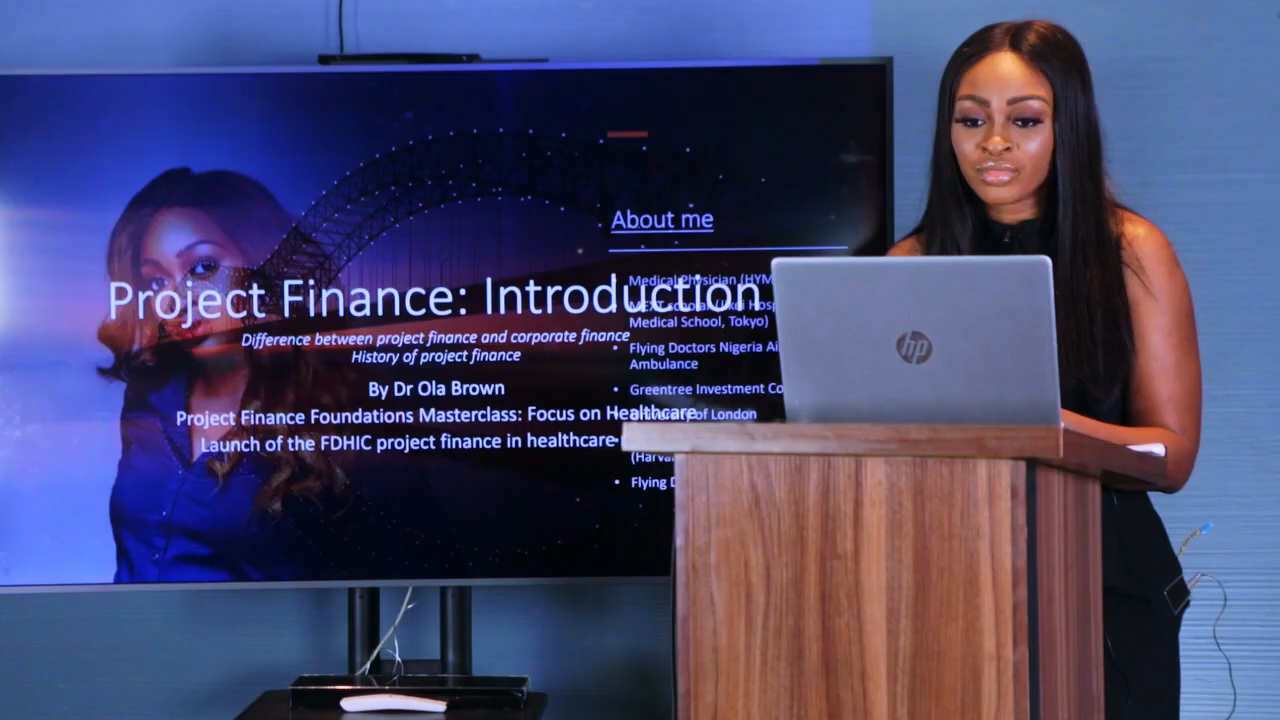 About me
Project Finance: Introduction
Difference between project finance and corporate finance
History of project finance
By Dr Ola Brown
Project Finance Foundations Masterclass: Focus on Healthcare
Launch of the FDHIC project finance in healthcare
Medical Physician (HYM
MEXT scholar
Medical School, Tokyo)
Flying Doctors Nigeria Ai
Ambulance
Greentree Investment Co
of London
(Harva
Flying D
hp